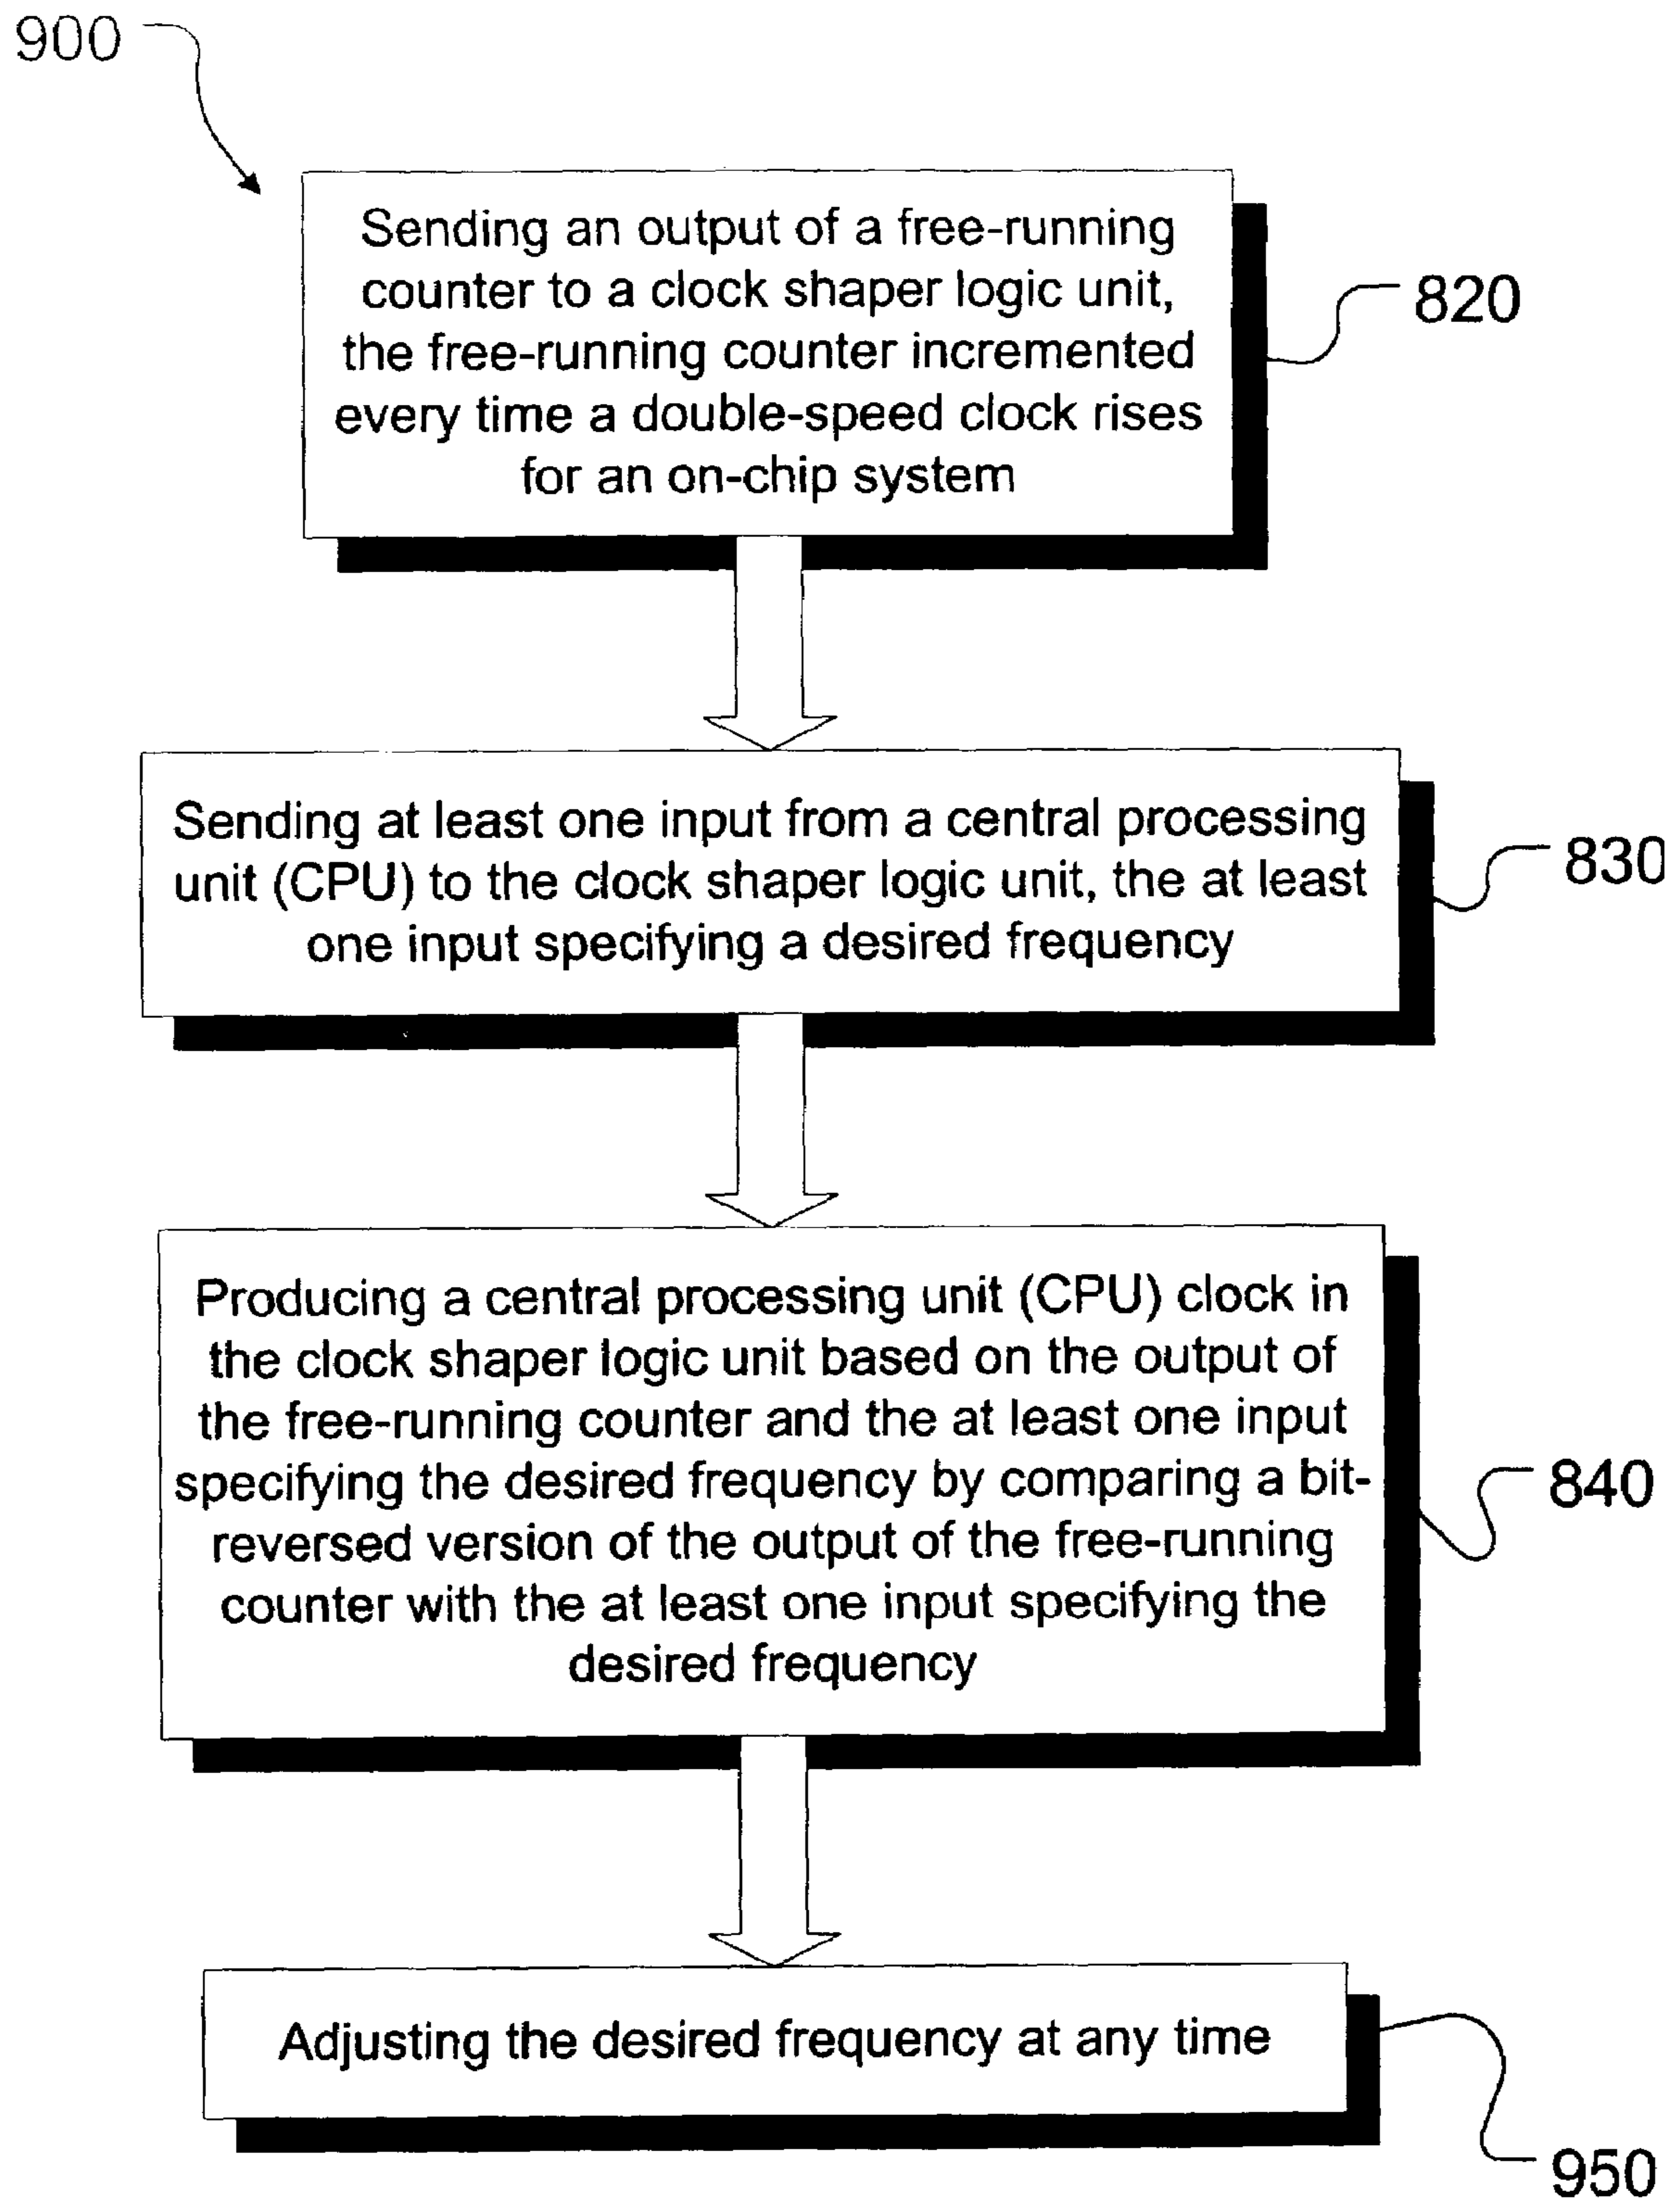 900
Sending an output of a free-running
counter to a clock shaper logic unit,
the free-running counter incremented
every time a double-speed clock rises
for an on-chip system
820
Sending at least one input from a central processing
unit (CPU) to the clock shaper logic unit, the at least
one input specifying a desired frequency
830
Producing a central processing unit (CPU) clock in
the clock shaper logic unit based on the output of
the free-running counter and the at least one input
specifying the desired frequency by comparing a bit-
reversed version of the output of the free-running
counter with the at least one input specifying the
desired frequency
840
Adjusting the desired frequency at any time
950